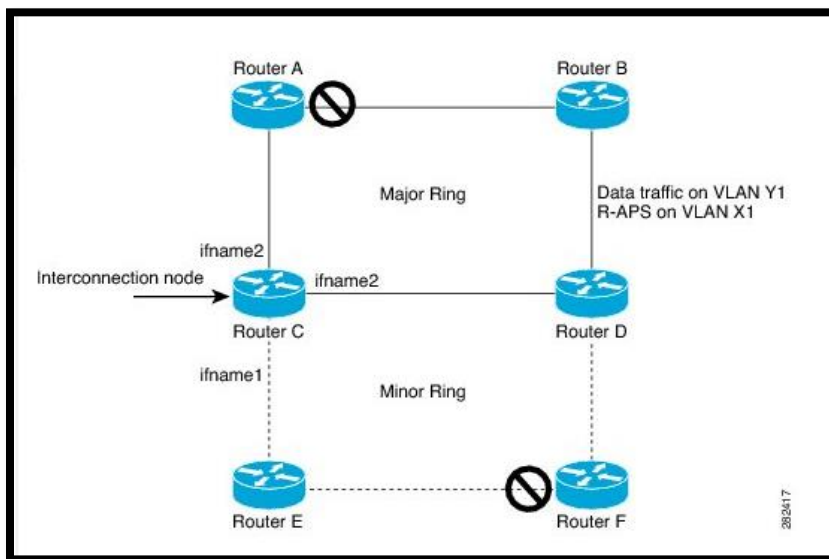 Router A
Router B
Major Ring
Data traffic on VLAN Y1
R-APS on VLAN X1
ifname2
Interconnection node
ifname2
Router C
Router D
ifname1
Minor Ring
Router E
Router F
282417